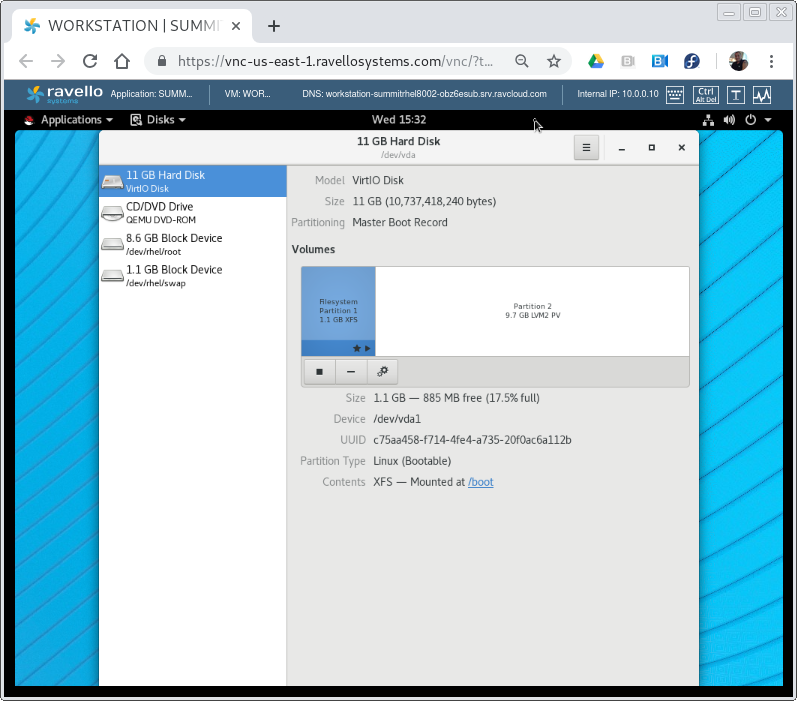 WORKSTATION | SUMMI
https://vnc-us-east-1.ravellosystems.com/vnc/?t...
ravello
systems
Application: SUMM...
VM: WOR...
DNS: workstation-summitrhel8002-obz6esub.srv.ravcloud.com
Internal IP: 10.0.0.10
Ctrl
Alt Del
T
Applications
Disks
Wed 15:32
11 GB Hard Disk
/dev/vda
11 GB Hard Disk
VirtIO Disk
CD/DVD Drive
QEMU DVD-ROM
8.6 GB Block Device
/dev/rhel/root
1.1 GB Block Device
/dev/rhel/swap
Model VirtIO Disk
Size 11 GB (10,737,418,240 bytes)
Partitioning Master Boot Record
Volumes
Filesystem
Partition 1
1.1 GB XFS
Partition 2
9.7 GB LVM2 PV
Size 1.1 GB — 885 MB free (17.5% full)
Device /dev/vda1
UUID c75aa458-f714-4fe4-a735-20f0ac6a112b
Partition Type Linux (Bootable)
Contents XFS — Mounted at /boot